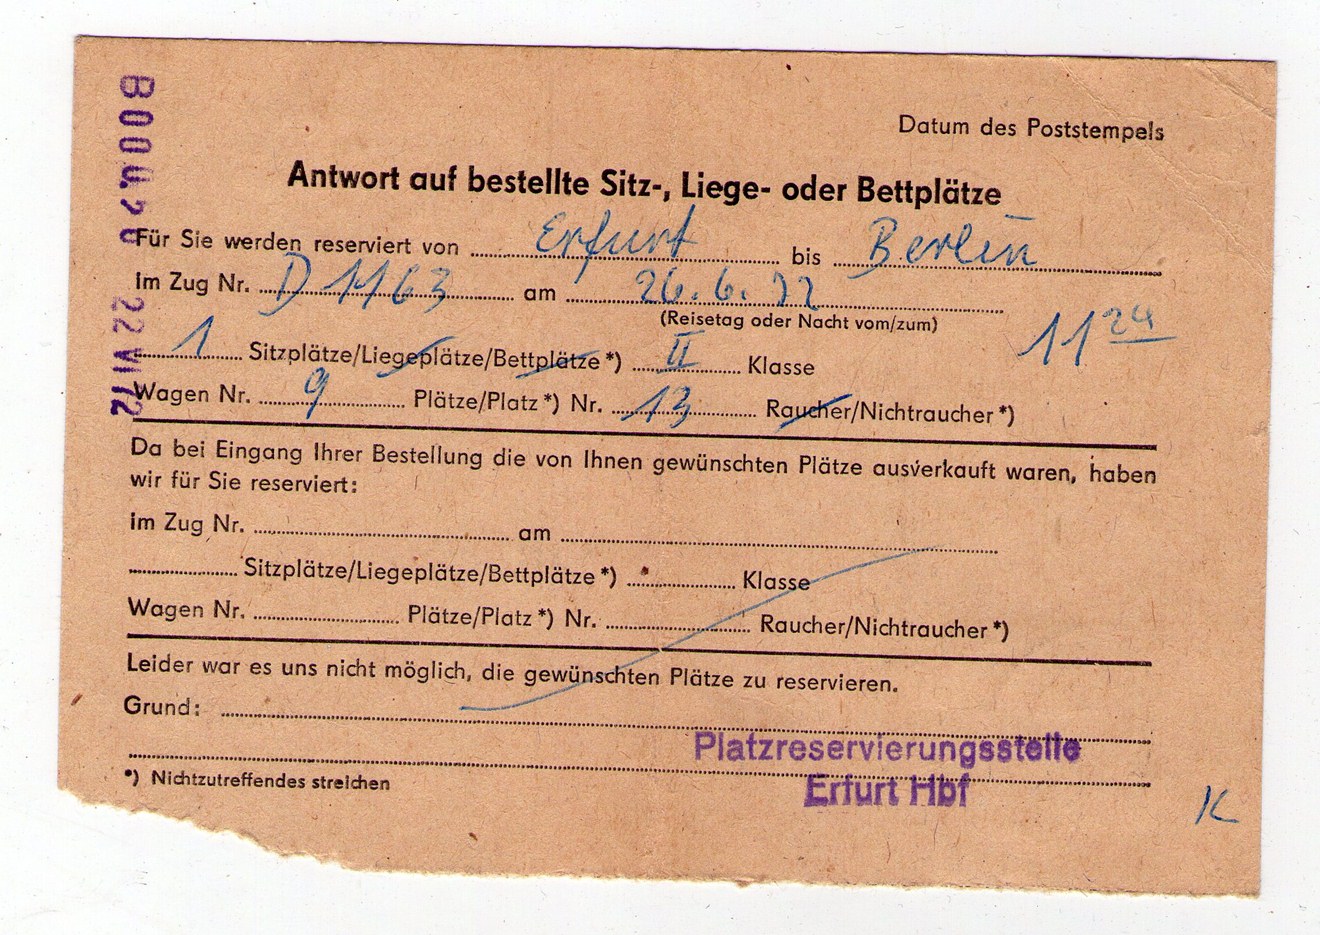 Datum des Poststempels
Antwort auf bestellte Sitz-, Liege- oder Bettplätze
Für Sie werden reserviert von Erfurt bis Berlin
im Zug Nr. D 1163 am 26.6.72
(Reisetag oder Nacht vom/zum)
11 24
1 Sitzplätze/Liegeplätze/Bettplätze *) II Klasse
Wagen Nr. 9 Plätze/Platz *) Nr. 13 Raucher/Nichtraucher *)
Da bei Eingang Ihrer Bestellung die von Ihnen gewünschten Plätze ausverkauft waren, haben
wir für Sie reserviert:
im Zug Nr. am
Sitzplätze/Liegeplätze/Bettplätze *) Klasse
Wagen Nr. Plätze/Platz *) Nr. Raucher/Nichtraucher *)
Leider war es uns nicht möglich, die gewünschten Plätze zu reservieren.
Grund:
Platzreservierungsstelle
Erfurt Hbf
*) Nichtzutreffendes streichen
K
22 VI 72